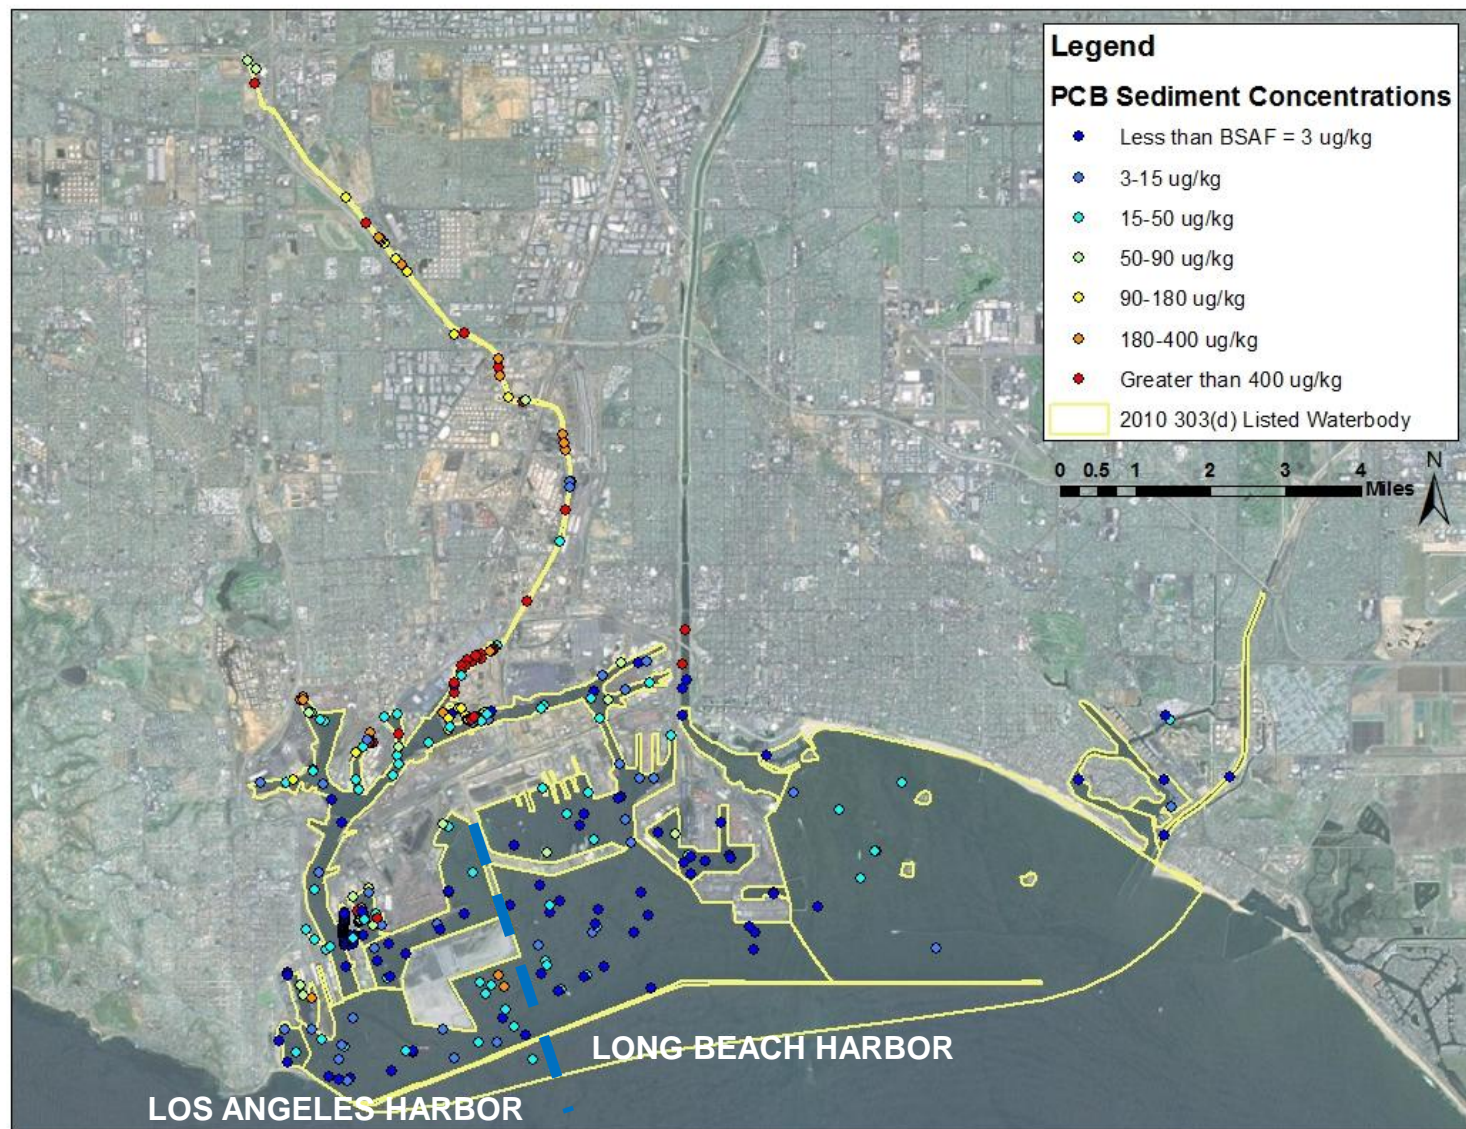 Legend
PCB Sediment Concentrations
Less than BSAF = 3 ug/kg
3-15 ug/kg
15-50 ug/kg
50-90 ug/kg
90-180 ug/kg
180-400 ug/kg
Greater than 400 ug/kg
2010 303(d) Listed Waterbody
0 0.5 1 2 3 4
Miles
N
LONG BEACH HARBOR
LOS ANGELES HARBOR